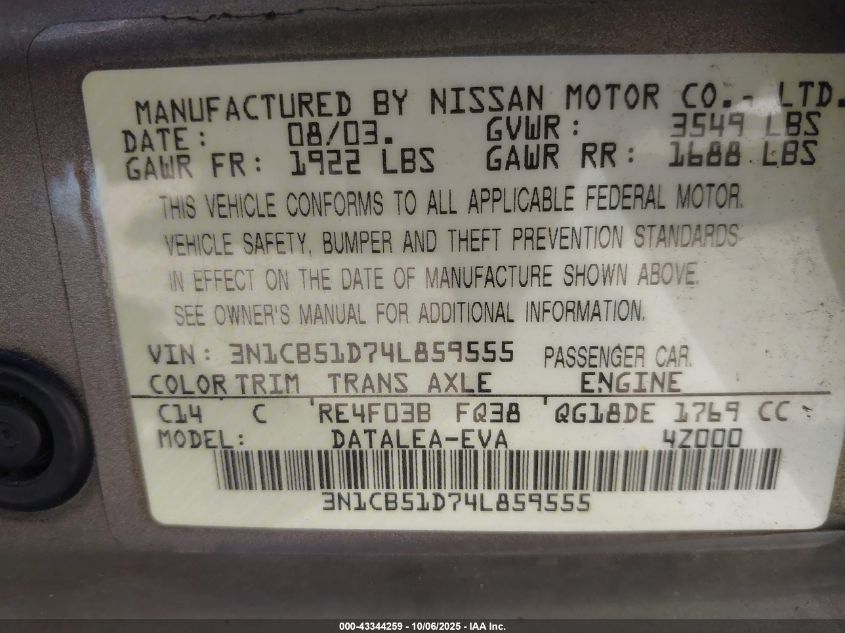 MANUFACTURED BY NISSAN MOTOR CO.- LTD.
DATE: 08/03. GVWR: 3549 LBS
GAWR FR: 1922 LBS GAWR RR: 1688 LBS
THIS VEHICLE CONFORMS TO ALL APPLICABLE FEDERAL MOTOR.
VEHICLE SAFETY, BUMPER AND THEFT PREVENTION STANDARDS
IN EFFECT ON THE DATE OF MANUFACTURE SHOWN ABOVE.
SEE OWNER'S MANUAL FOR ADDITIONAL INFORMATION.
VIN: 3N1CB51D74L859555 PASSENGER CAR.
COLOR TRIM TRANS AXLE ENGINE
C14 C RE4F03B FQ38 QG18DE 1769 CC
MODEL: DATALEA-EVA 4Z000
3N1CB51D74L859555
000-43344259 - 10/06/2025 - IAA Inc.